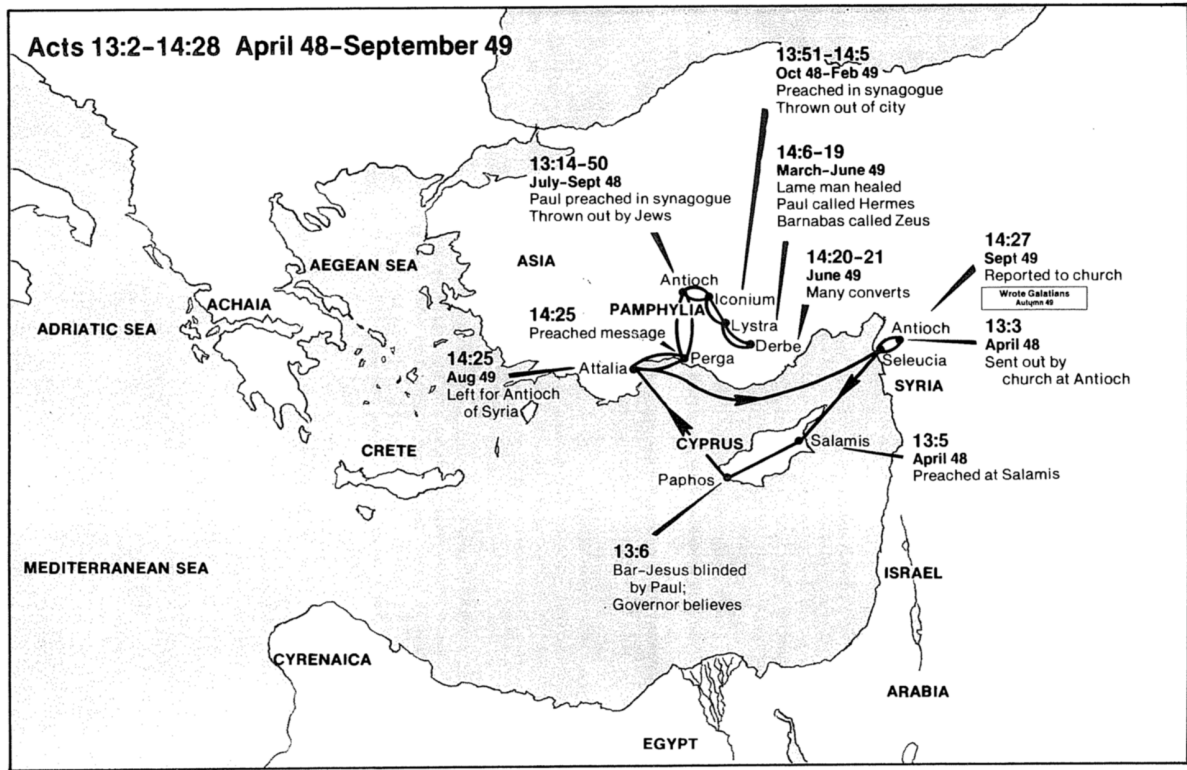 Acts 13:2–14:28 April 48–September 49
13:51–14:5
Oct 48–Feb 49
Preached in synagogue
Thrown out of city
13:14–50
July–Sept 48
Paul preached in synagogue
Thrown out by Jews
14:6–19
March–June 49
Lame man healed
Paul called Hermes
Barnabas called Zeus
14:20–21
June 49
Many converts
14:27
Sept 49
Reported to church
Wrote Galatians
Autumn 49
13:3
April 48
Sent out by
church at Antioch
ASIA
AEGEAN SEA
ACHAIA
ADRIATIC SEA
Antioch
Iconium
PAMPHYLIA
Lystra
Derbe
14:25
Preached message
Perga
Attalia
14:25
Aug 49
Left for Antioch
of Syria
Antioch
Seleucia
SYRIA
CYPRUS
Salamis
13:5
April 48
Preached at Salamis
Paphos
CRETE
13:6
Bar–Jesus blinded
by Paul;
Governor believes
MEDITERRANEAN SEA
ISRAEL
CYRENAICA
ARABIA
EGYPT